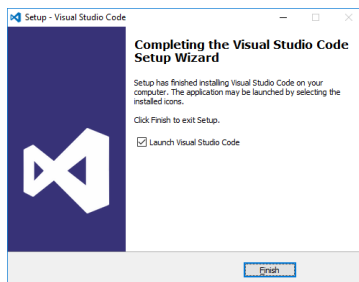 Setup - Visual Studio Code
Completing the Visual Studio Code
Setup Wizard
Setup has finished installing Visual Studio Code on your
computer. The application may be launched by selecting the
installed icons.
Click Finish to exit Setup.
Launch Visual Studio Code
Finish